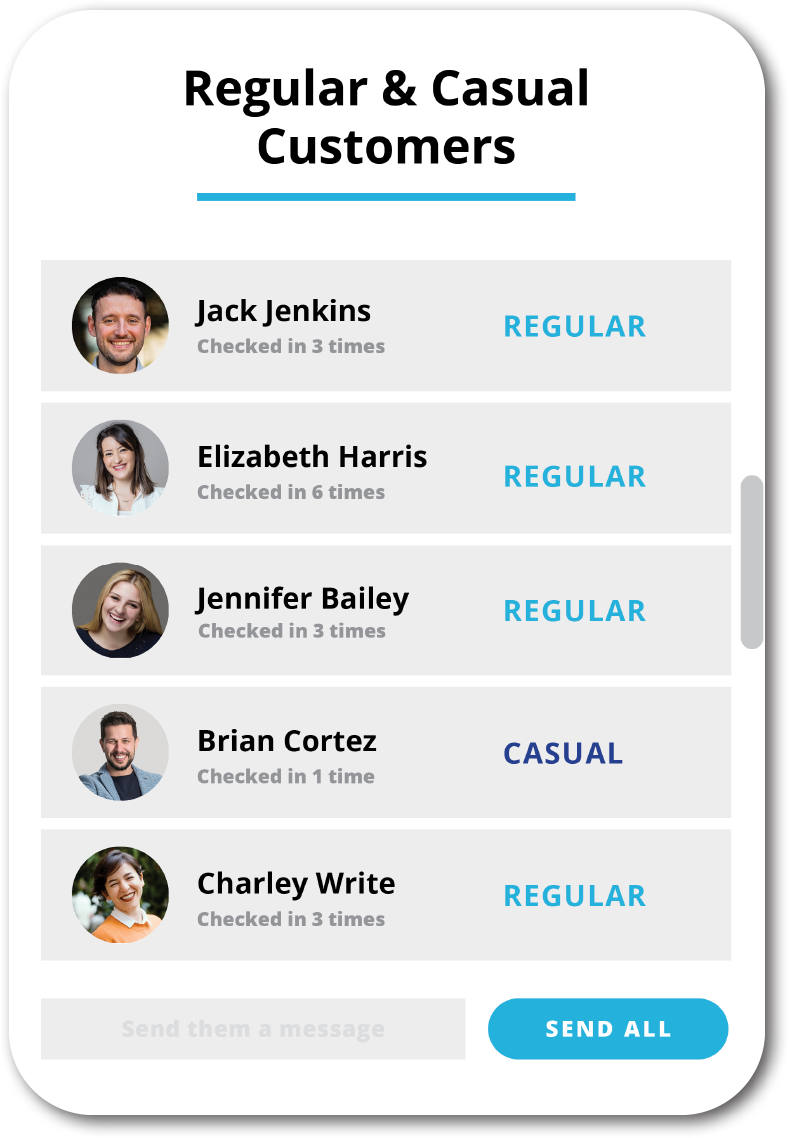 Regular & Casual
Customers
Jack Jenkins
Checked in 3 times
REGULAR
Elizabeth Harris
Checked in 6 times
REGULAR
Jennifer Bailey
Checked in 3 times
REGULAR
Brian Cortez
Checked in 1 time
CASUAL
Charley Write
Checked in 3 times
REGULAR
Send them a message
SEND ALL